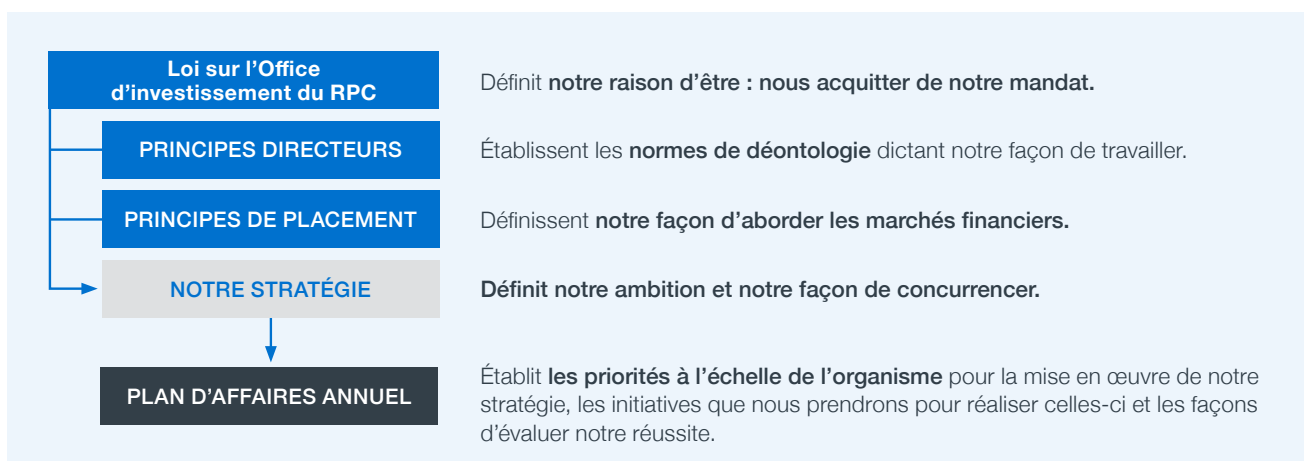 Loi sur l’Office
d’investissement du RPC
Définit notre raison d’être : nous acquitter de notre mandat.
PRINCIPES DIRECTEURS
Établissent les normes de déontologie dictant notre façon de travailler.
PRINCIPES DE PLACEMENT
Définissent notre façon d’aborder les marchés financiers.
NOTRE STRATÉGIE
Définit notre ambition et notre façon de concurrencer.
PLAN D’AFFAIRES ANNUEL
Établit les priorités à l’échelle de l’organisme pour la mise en œuvre de notre
stratégie, les initiatives que nous prendrons pour réaliser celles-ci et les façons
d’évaluer notre réussite.